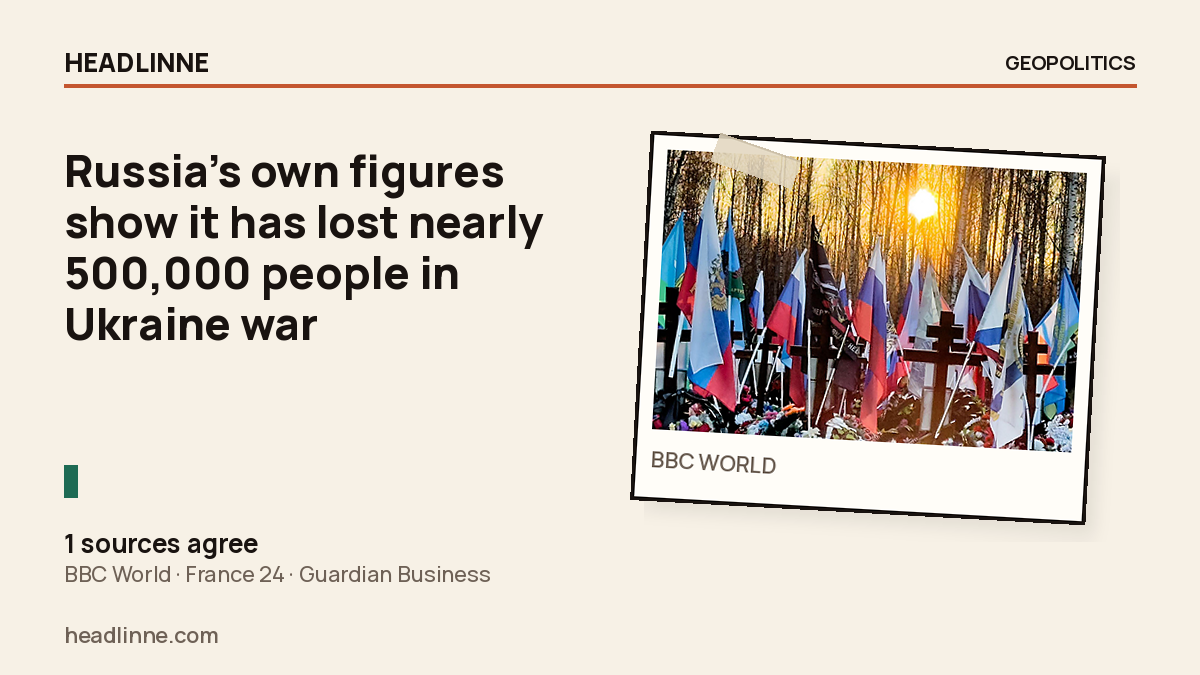 HEADLINNE
GEOPOLITICS
Russia's own figures
show it has lost nearly
500,000 people in
Ukraine war
BBC WORLD
1 sources agree
BBC World · France 24 · Guardian Business
headlinne.com